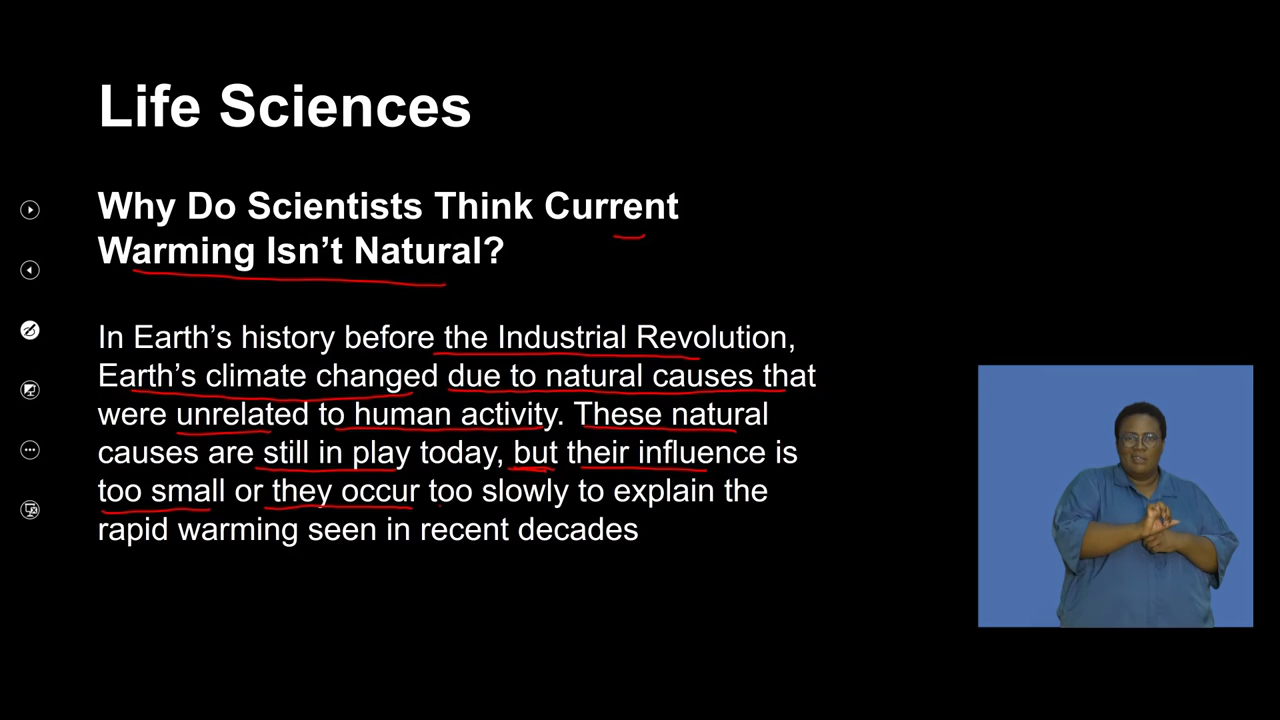 Life Sciences
Why Do Scientists Think Current
Warming Isn’t Natural?
In Earth’s history before the Industrial Revolution,
Earth’s climate changed due to natural causes that
were unrelated to human activity. These natural
causes are still in play today, but their influence is
too small or they occur too slowly to explain the
rapid warming seen in recent decades